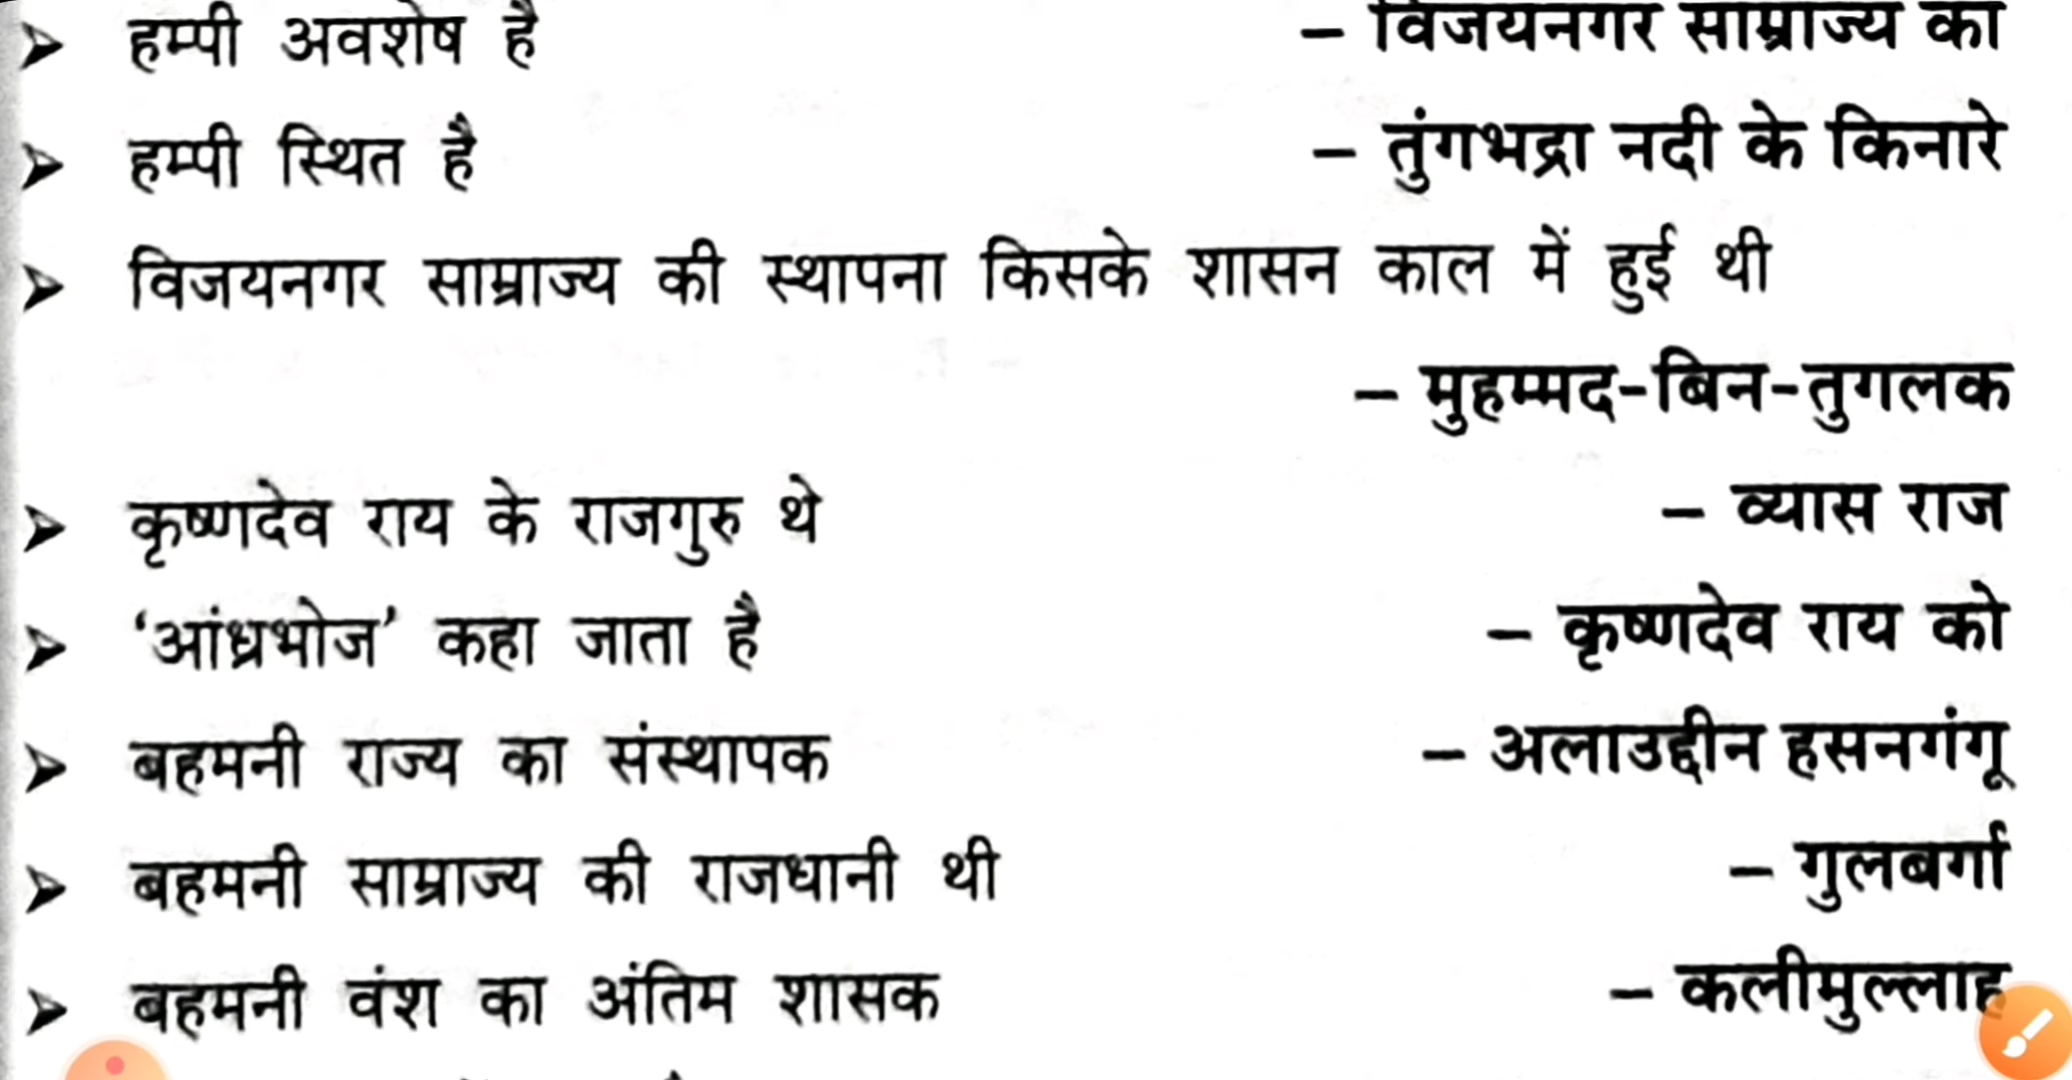 ➤ हम्पी अवशेष है – विजयनगर साम्राज्य का
➤ हम्पी स्थित है – तुंगभद्रा नदी के किनारे
➤ विजयनगर साम्राज्य की स्थापना किसके शासन काल में हुई थी
– मुहम्मद-बिन-तुगलक
➤ कृष्णदेव राय के राजगुरु थे – व्यास राज
➤ ‘आंध्रभोज’ कहा जाता है – कृष्णदेव राय को
➤ बहमनी राज्य का संस्थापक – अलाउद्दीन हसनगंगू
➤ बहमनी साम्राज्य की राजधानी थी – गुलबर्गा
➤ बहमनी वंश का अंतिम शासक – कलीमुल्लाह